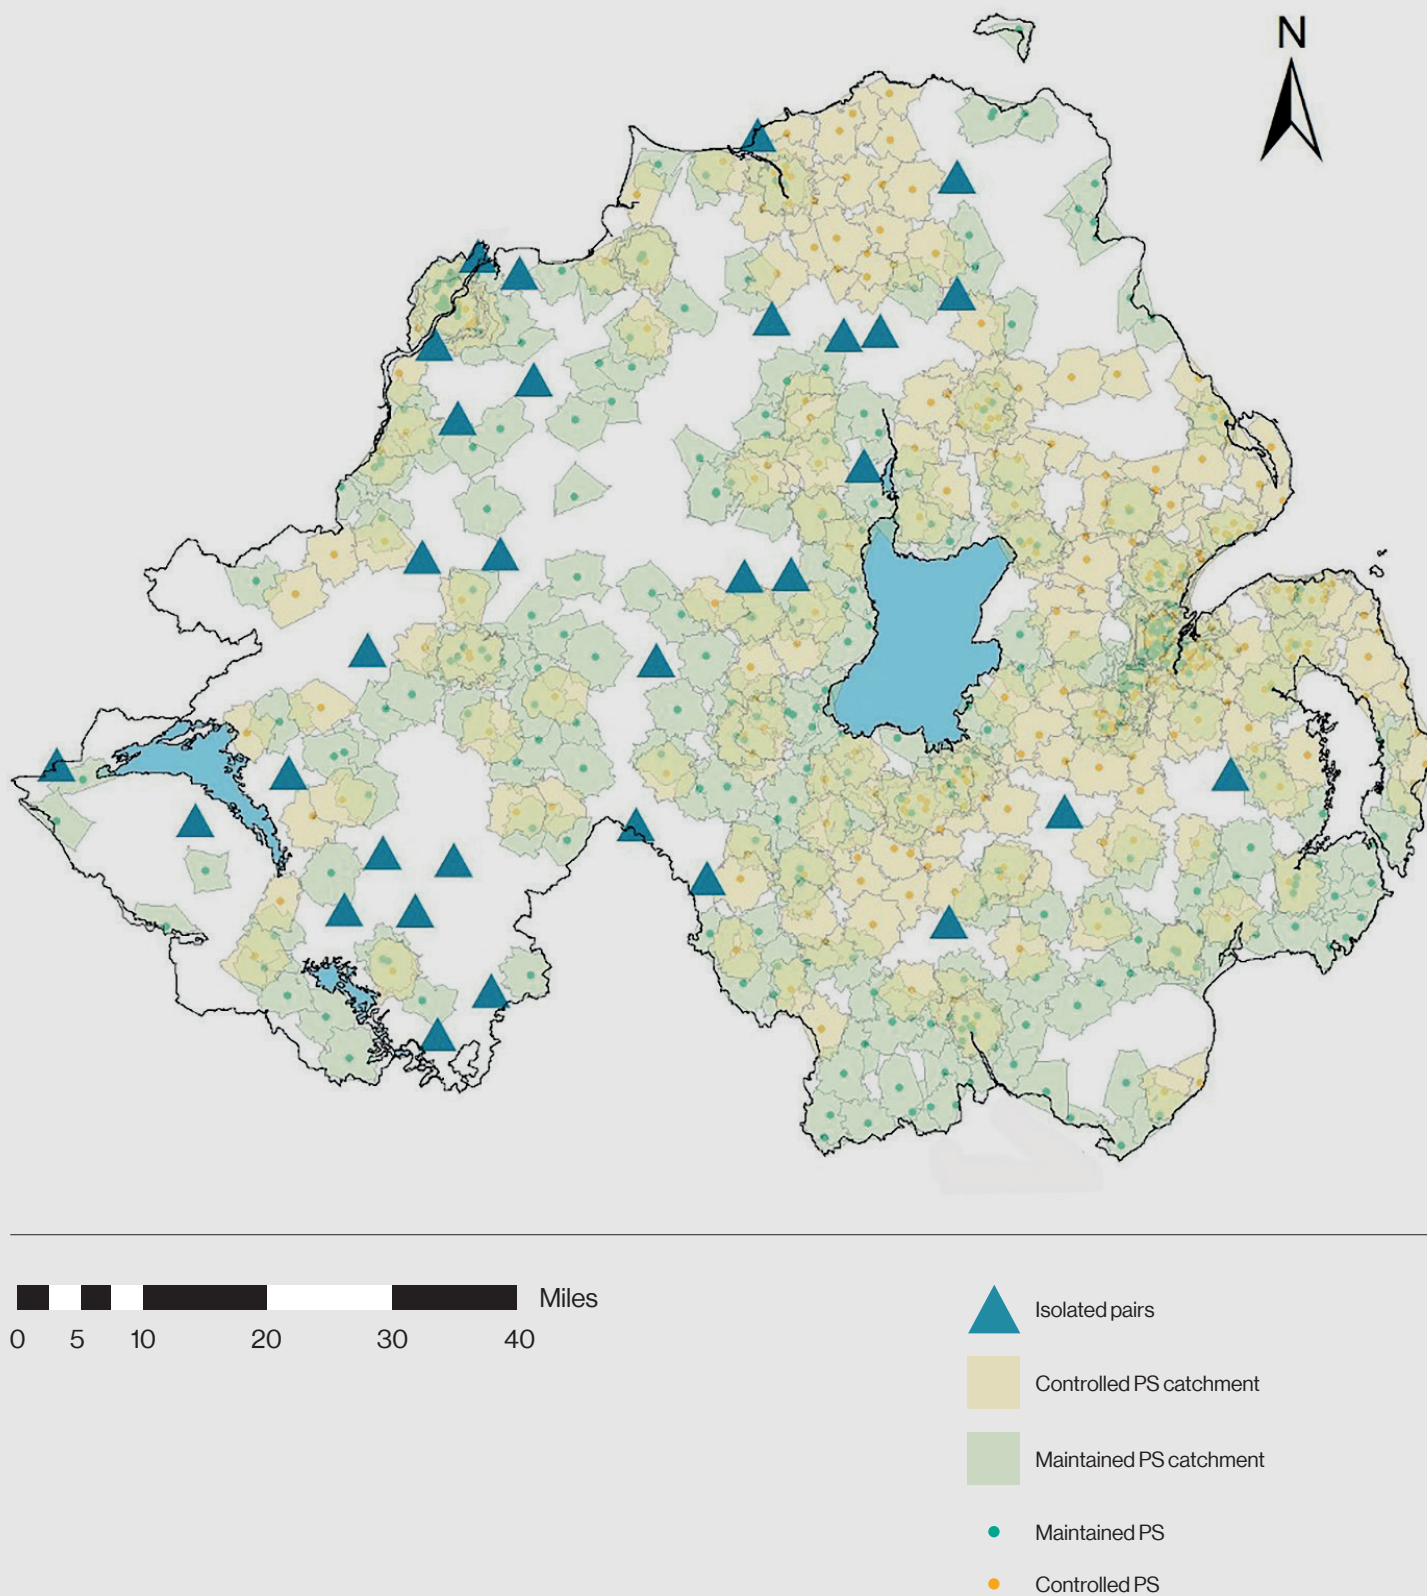 N
Miles
0 5 10 20 30 40
Isolated pairs
Controlled PS catchment
Maintained PS catchment
Maintained PS
Controlled PS